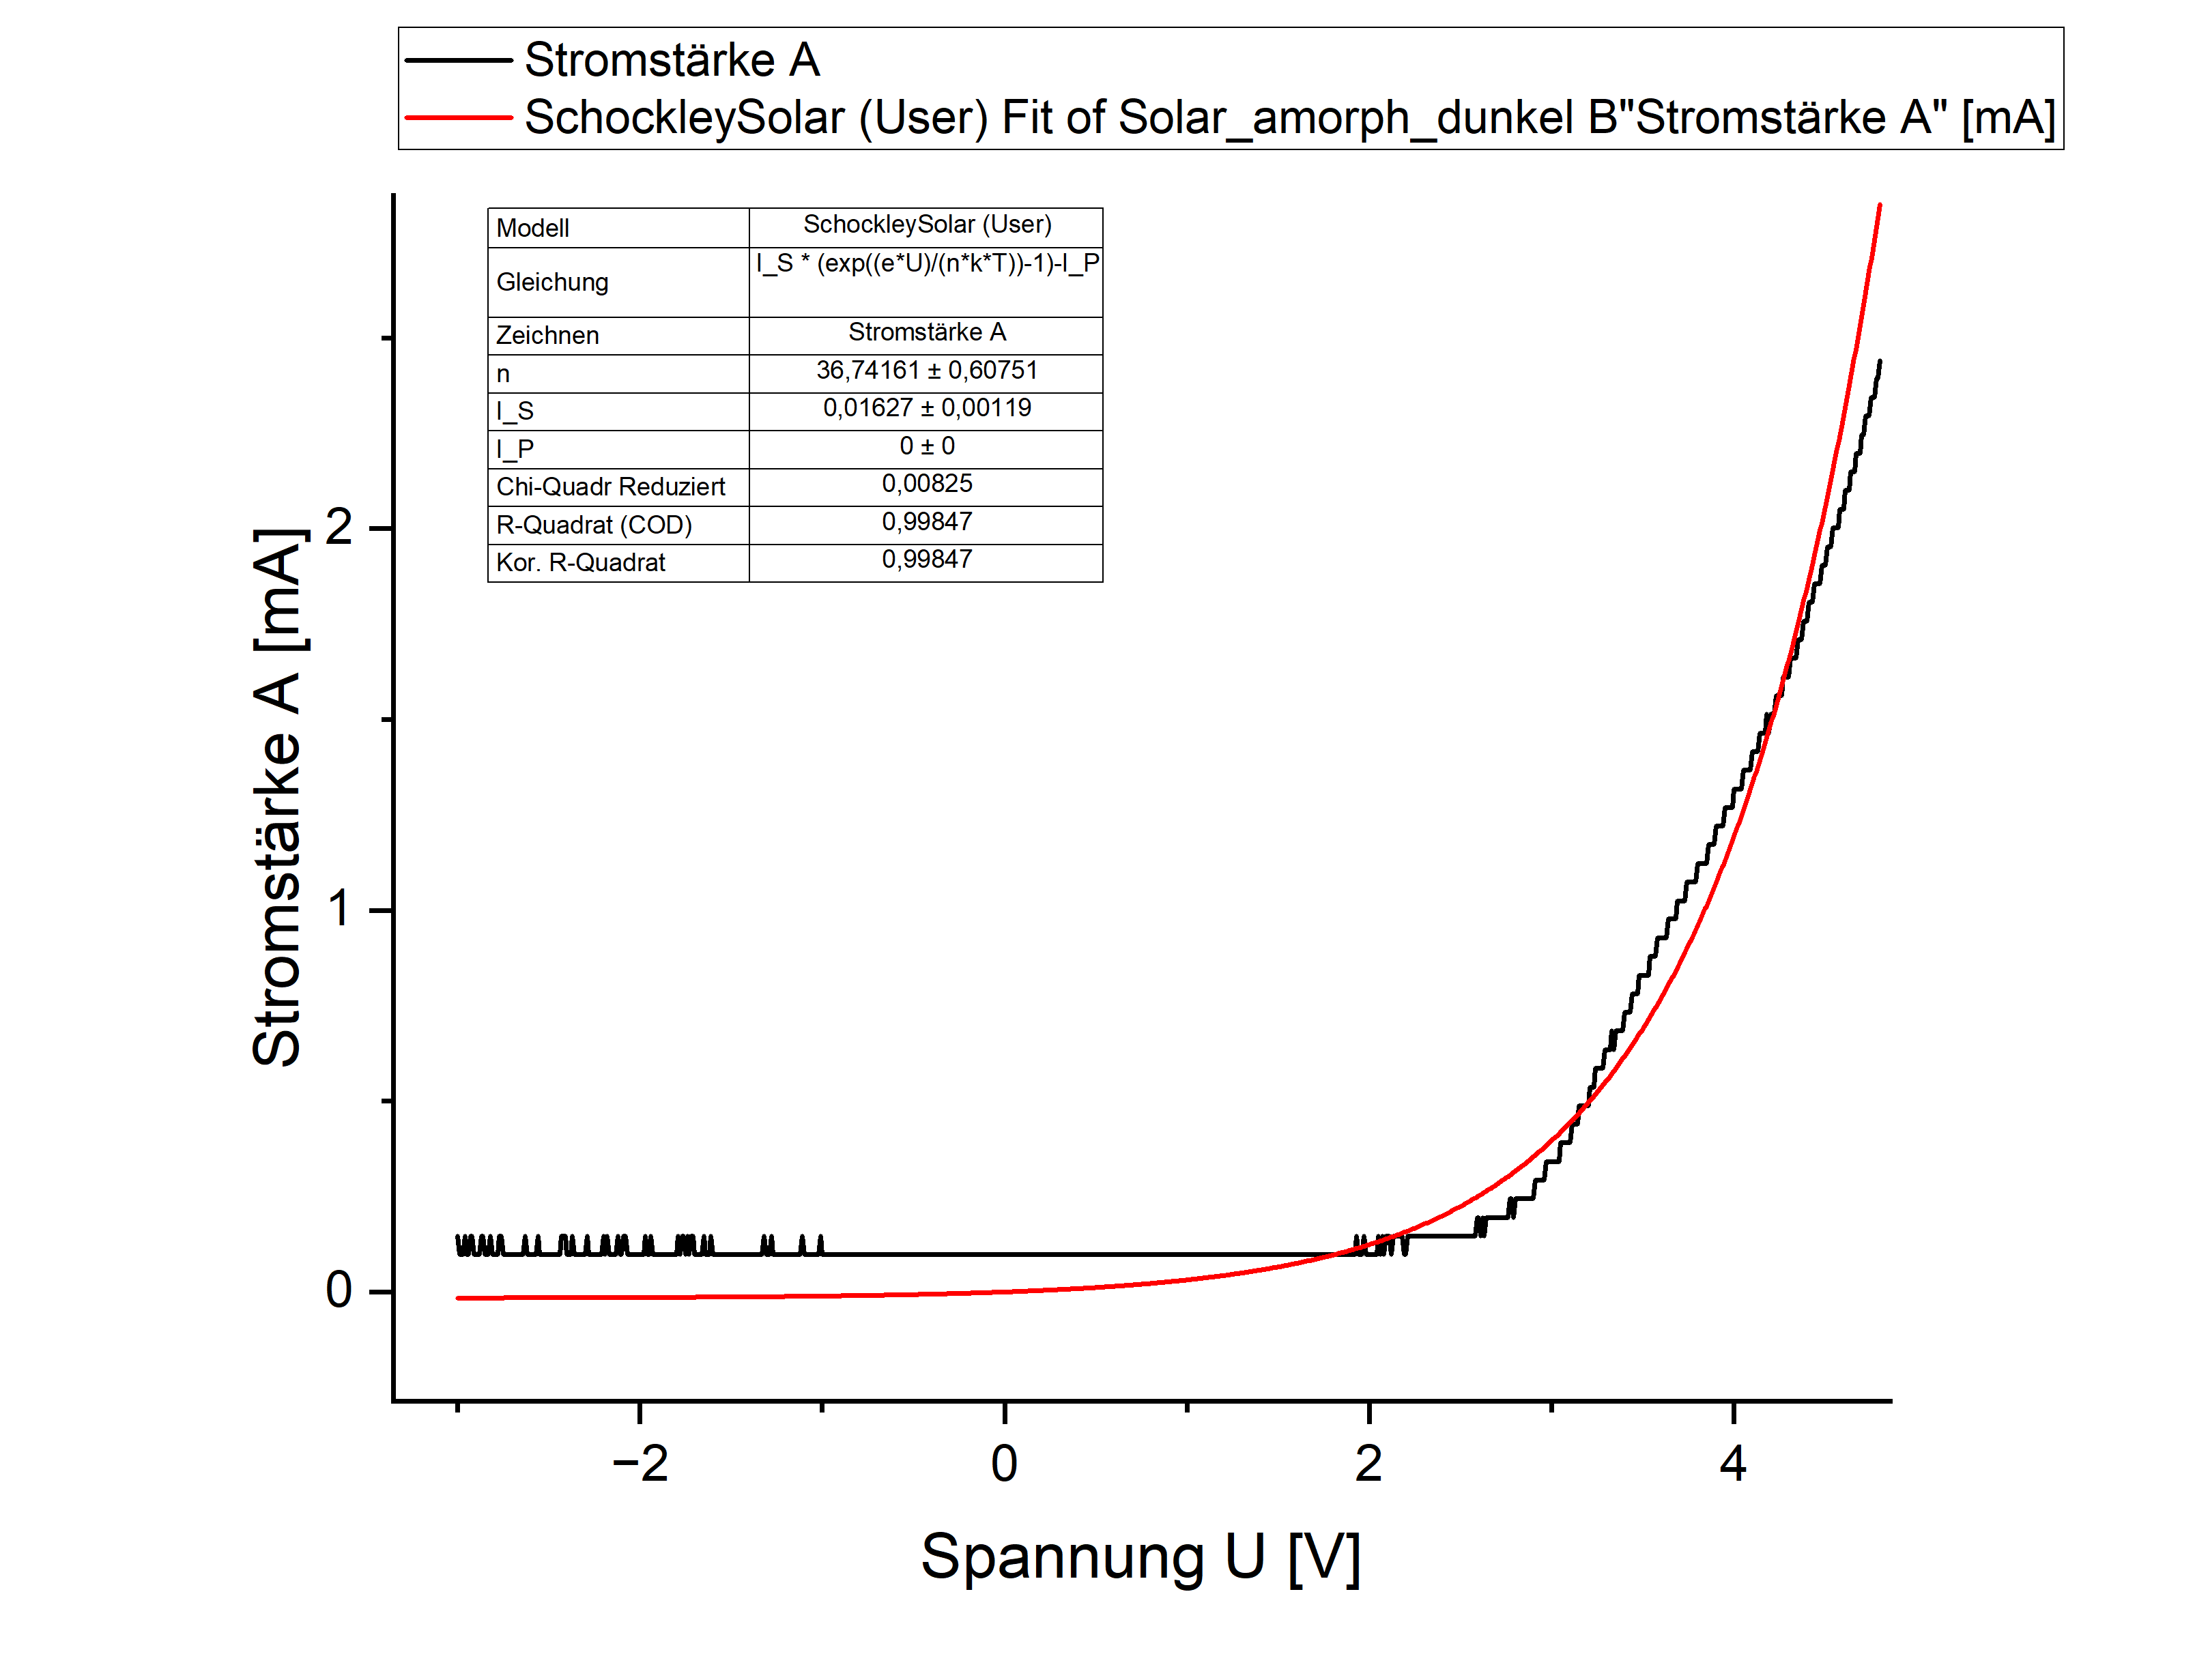 Stromstärke A
SchockleySolar (User) Fit of Solar_amorph_dunkel B"Stromstärke A" [mA]
Modell SchockleySolar (User)
Gleichung I_S * (exp((e*U)/(n*k*T))-1)-I_P
Zeichnen Stromstärke A
n 36,74161 ± 0,60751
I_S 0,01627 ± 0,00119
I_P 0 ± 0
Chi-Quadr Reduziert 0,00825
R-Quadrat (COD) 0,99847
Kor. R-Quadrat 0,99847
Stromstärke A [mA]
2
1
0
−2 0 2 4
Spannung U [V]